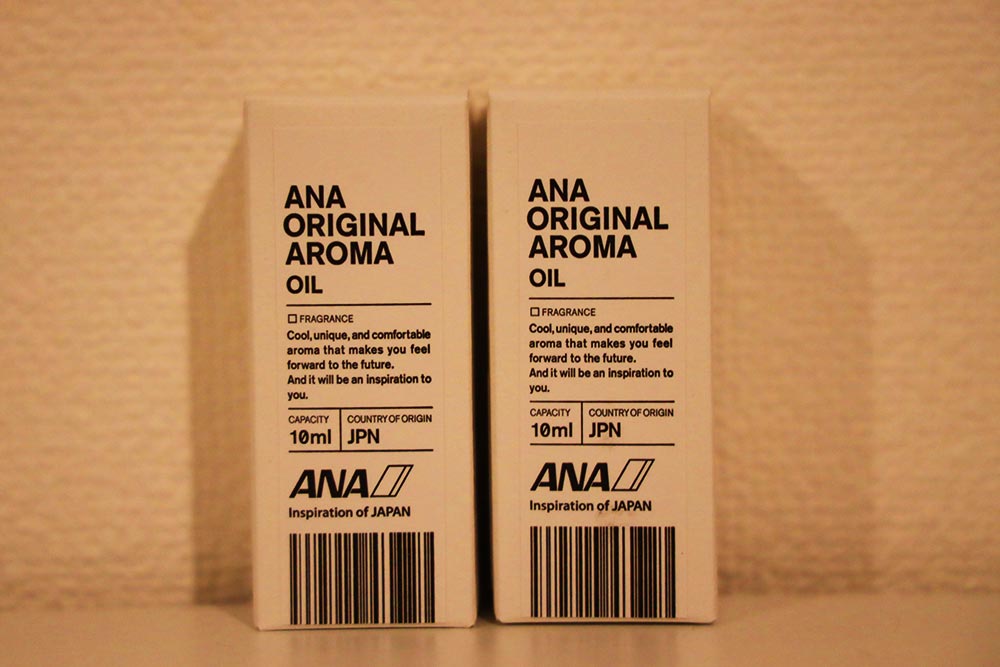 ANA
ORIGINAL
AROMA
OIL
FRAGRANCE
Cool, unique, and comfortable
aroma that makes you feel
forward to the future.
And it will be an inspiration to
you.
CAPACITY
10ml
COUNTRY OF ORIGIN
JPN
ANA
Inspiration of JAPAN
ANA
ORIGINAL
AROMA
OIL
FRAGRANCE
Cool, unique, and comfortable
aroma that makes you feel
forward to the future.
And it will be an inspiration to
you.
CAPACITY
10ml
COUNTRY OF ORIGIN
JPN
ANA
Inspiration of JAPAN